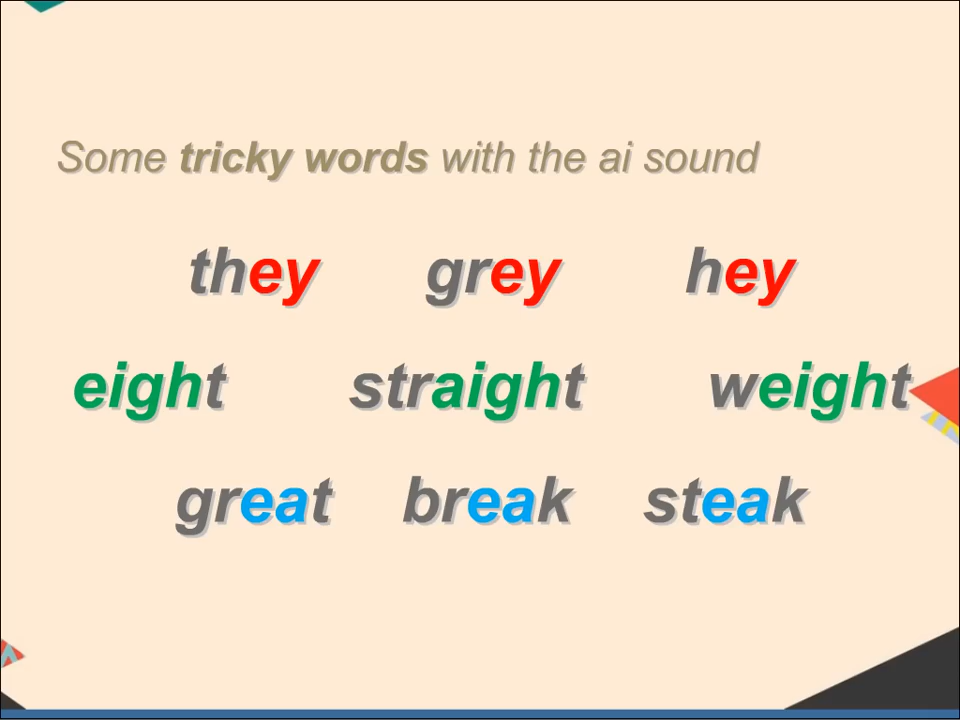 Some tricky words with the ai sound
they grey hey
eight straight weight
great break steak